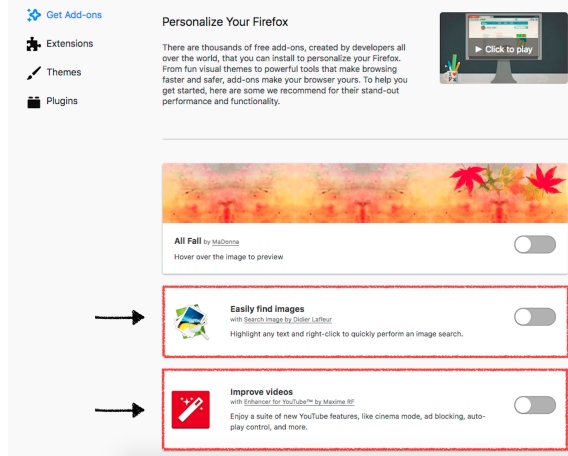 Get Add-ons
Extensions
Themes
Plugins
Personalize Your Firefox
There are thousands of free add-ons, created by developers all
over the world, that you can install to personalize your Firefox.
From fun visual themes to powerful tools that make browsing
faster and safer, add-ons make your browser yours. To help you
get started, here are some we recommend for their stand-out
performance and functionality.
► Click to play
I
Fx
All Fall by MaDonna
Hover over the image to preview
Easily find images
with Search Image by Didier Lafleur
Highlight any text and right-click to quickly perform an image search.
Improve videos
with Enhancer for YouTube™ by Maxime RF
Enjoy a suite of new YouTube features, like cinema mode, ad blocking, auto-
play control, and more.